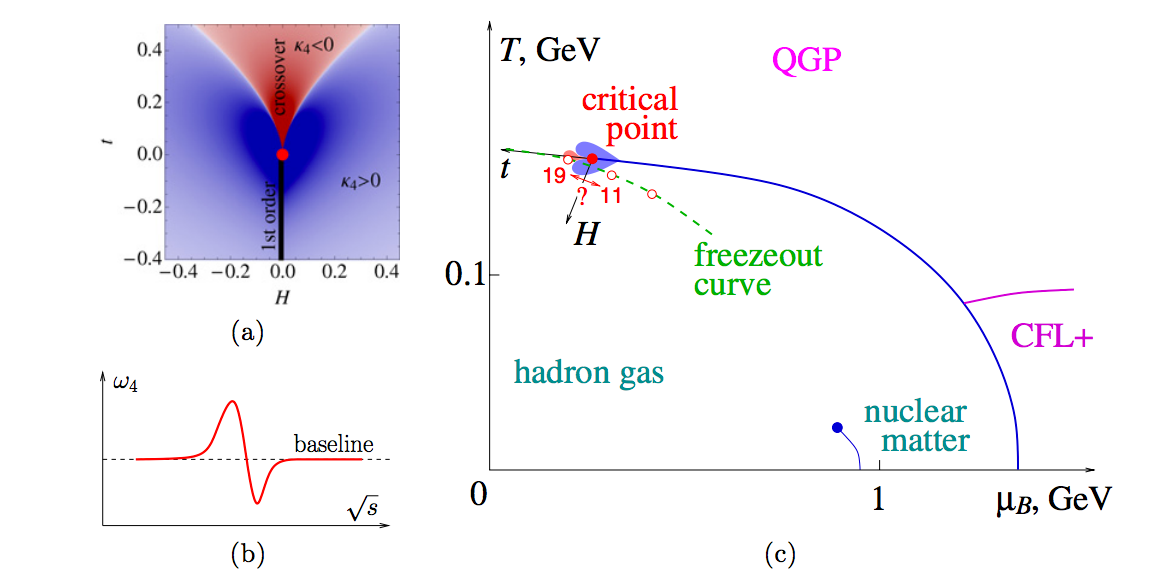 0.4
0.2
0.0
−0.2
−0.4
t
crossover
κ4<0
κ4>0
1st order
−0.4 −0.2 0.0 0.2 0.4
H
(a)
ω4
baseline
√s
(b)
T, GeV
QGP
critical
point
t
19
?
11
H
freezeout
curve
0.1
hadron gas
CFL+
nuclear
matter
0
1
μB, GeV
(c)